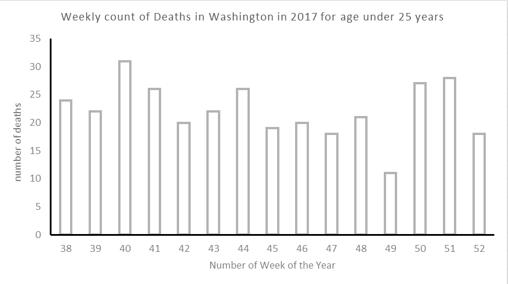 Weekly count of Deaths in Washington in 2017 for age under 25 years
35
30
25
20
15
10
5
0
number of deaths
38 39 40 41 42 43 44 45 46 47 48 49 50 51 52
Number of Week of the Year